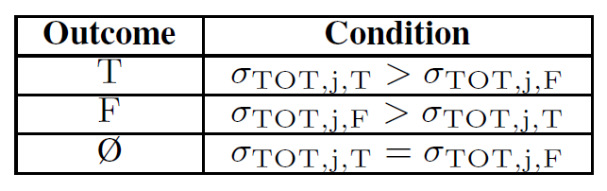 Outcome Condition
T σTOT,j,T > σTOT,j,F
F σTOT,j,F > σTOT,j,T
Ø σTOT,j,T = σTOT,j,F